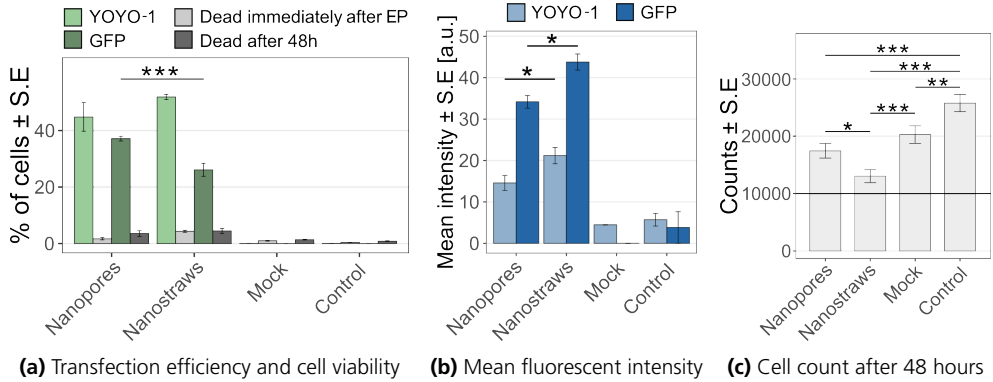 YOYO-1
GFP
Dead immediately after EP
Dead after 48h
% of cells ± S.E
40
20
0
***
Nanopores
Nanostraws
Mock
Control
(a) Transfection efficiency and cell viability
YOYO-1
GFP
Mean intensity ± S.E [a.u.]
50
40
30
20
10
0
*
*
Nanopores
Nanostraws
Mock
Control
(b) Mean fluorescent intensity
Counts ± S.E
30000
20000
10000
0
***
***
**
***
*
Nanopores
Nanostraws
Mock
Control
(c) Cell count after 48 hours